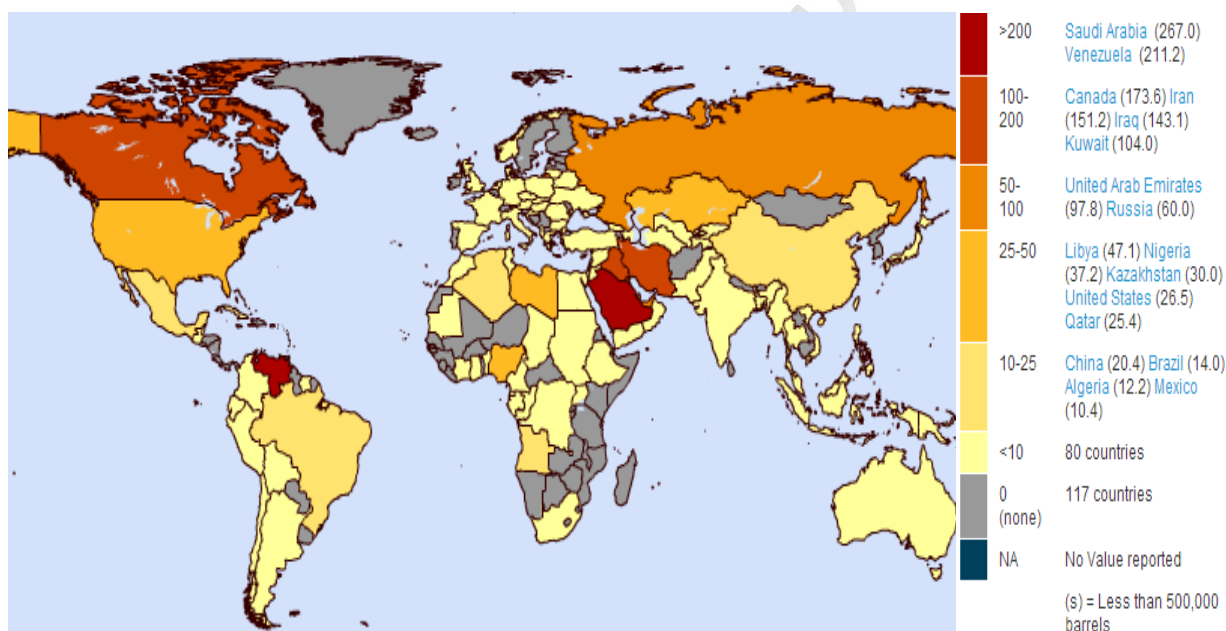 >200 Saudi Arabia (267.0)
Venezuela (211.2)
100- Canada (173.6) Iran
200 (151.2) Iraq (143.1)
Kuwait (104.0)
50- United Arab Emirates
100 (97.8) Russia (60.0)
25-50 Libya (47.1) Nigeria
(37.2) Kazakhstan (30.0)
United States (26.5)
Qatar (25.4)
10-25 China (20.4) Brazil (14.0)
Algeria (12.2) Mexico
(10.4)
<10 80 countries
0 117 countries
(none)
NA No Value reported
(s) = Less than 500,000
barrels